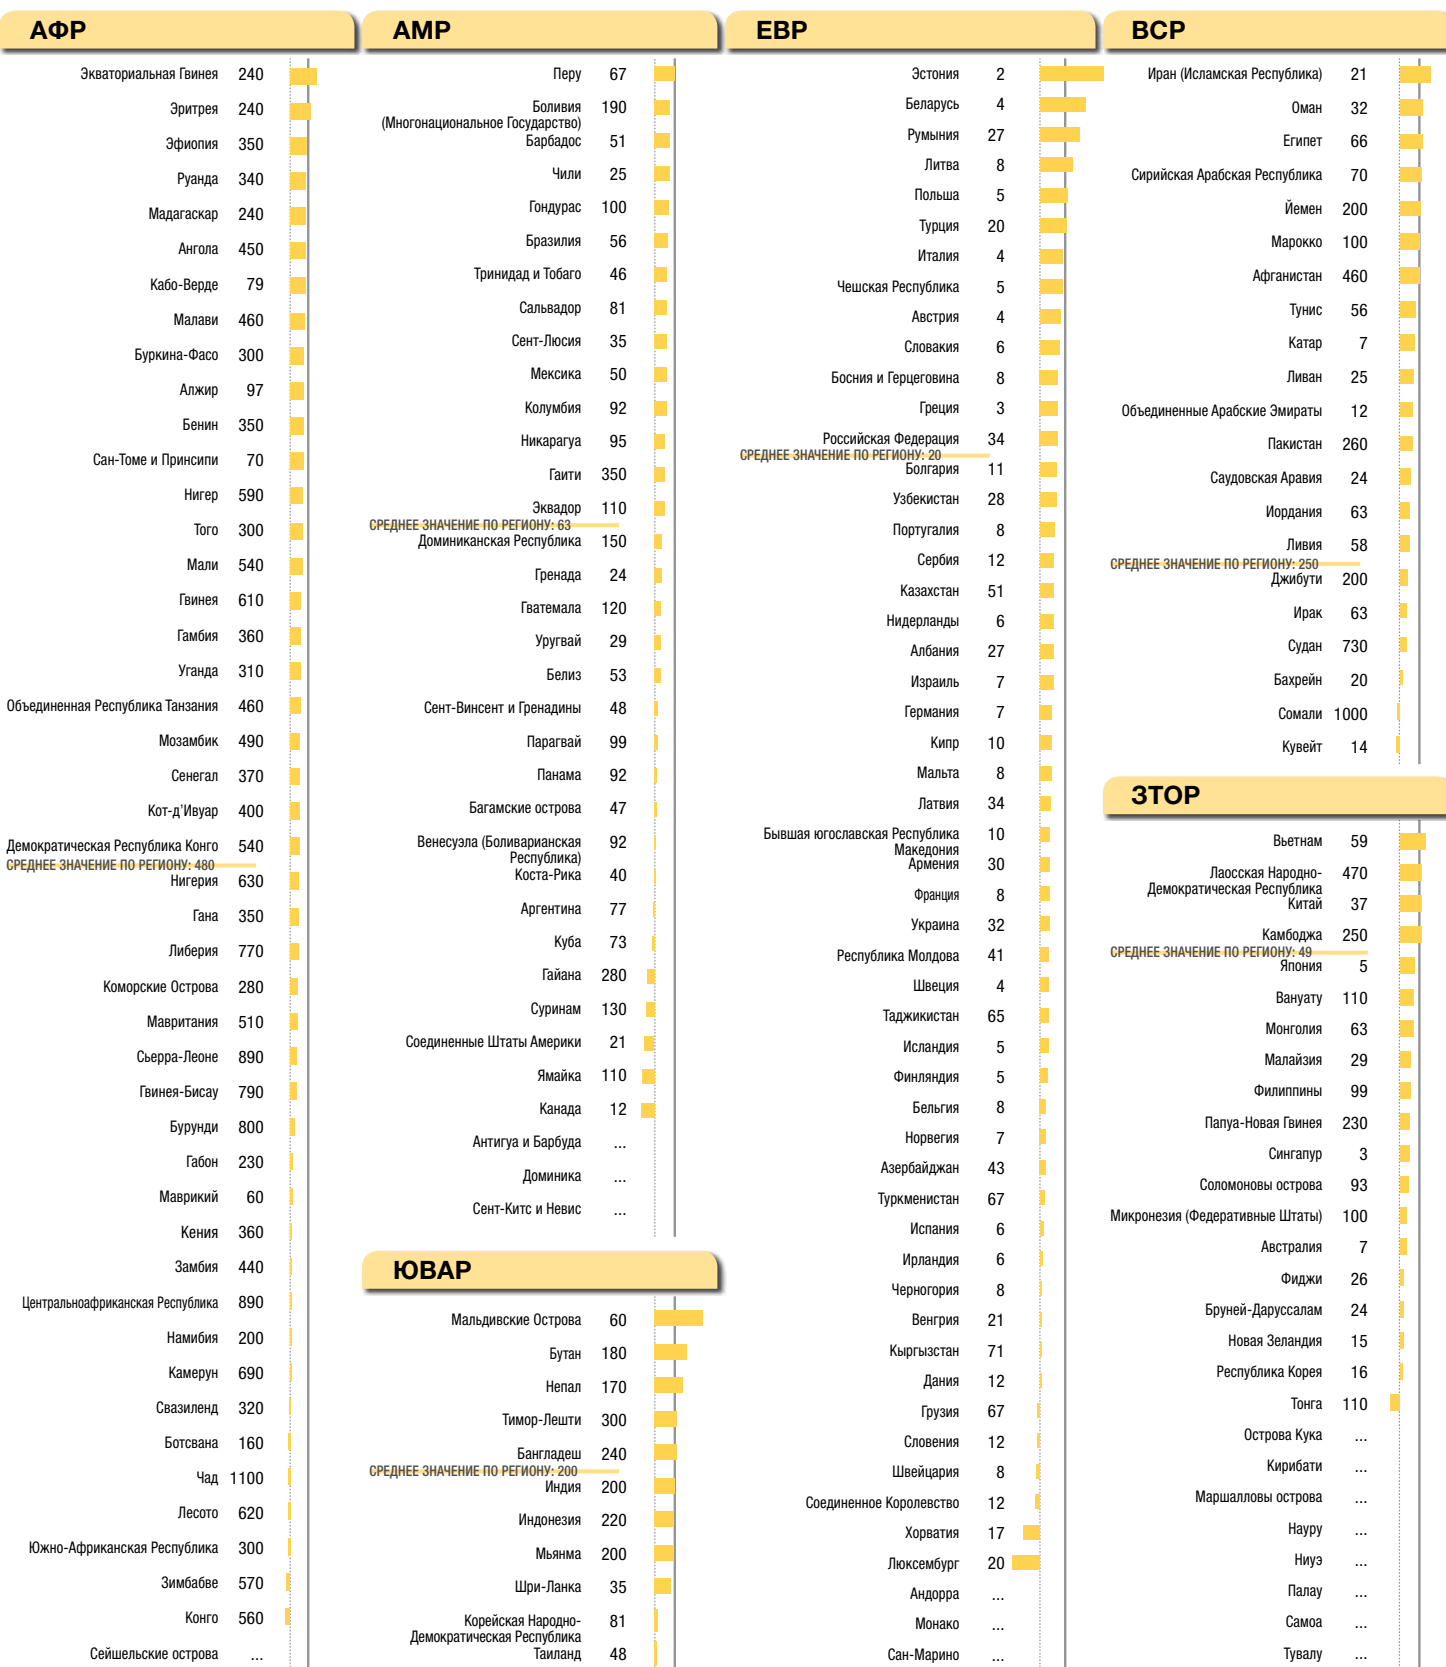 АФР
Экваториальная Гвинея 240
Эритрея 240
Эфиопия 350
Руанда 340
Мадагаскар 240
Ангола 450
Кабо-Верде 79
Малави 460
Буркина-Фасо 300
Алжир 97
Бенин 350
Сан-Томе и Принсипи 70
Нигер 590
Того 300
Мали 540
Гвинея 610
Гамбия 360
Уганда 310
Объединенная Республика Танзания 460
Мозамбик 490
Сенегал 370
Кот-д'Ивуар 400
Демократическая Республика Конго 540
СРЕДНЕЕ ЗНАЧЕНИЕ ПО РЕГИОНУ: 480
Нигерия 630
Гана 350
Либерия 770
Коморские Острова 280
Мавритания 510
Сьерра-Леоне 890
Гвинея-Бисау 790
Бурунди 800
Габон 230
Маврикий 60
Кения 360
Замбия 440
Центральноафриканская Республика 890
Намибия 200
Камерун 690
Свазиленд 320
Ботсвана 160
Чад 1100
Лесото 620
Южно-Африканская Республика 300
Зимбабве 570
Конго 560
Сейшельские острова ...
АМР
Перу 67
Боливия 190
(Многонациональное Государство)
Барбадос 51
Чили 25
Гондурас 100
Бразилия 56
Тринидад и Тобаго 46
Сальвадор 81
Сент-Люсия 35
Мексика 50
Колумбия 92
Никарагуа 95
Гаити 350
Эквадор 110
СРЕДНЕЕ ЗНАЧЕНИЕ ПО РЕГИОНУ: 63
Доминиканская Республика 150
Гренада 24
Гватемала 120
Уругвай 29
Белиз 53
Сент-Винсент и Гренадины 48
Парагвай 99
Панама 92
Багамские острова 47
Венесуэла (Боливарианская 92
Республика)
Коста-Рика 40
Аргентина 77
Куба 73
Гайана 280
Суринам 130
Соединенные Штаты Америки 21
Ямайка 110
Канада 12
Антигуа и Барбуда ...
Доминика ...
Сент-Китс и Невис ...
ЮВАР
Мальдивские Острова 60
Бутан 180
Непал 170
Тимор-Лешти 300
Бангладеш 240
СРЕДНЕЕ ЗНАЧЕНИЕ ПО РЕГИОНУ: 200
Индия 200
Индонезия 220
Мьянма 200
Шри-Ланка 35
Корейская Народно- 81
Демократическая Республика
Таиланд 48
ЕВР
Эстония 2
Беларусь 4
Румыния 27
Литва 8
Польша 5
Турция 20
Италия 4
Чешская Республика 5
Австрия 4
Словакия 6
Босния и Герцеговина 8
Греция 3
Российская Федерация 34
СРЕДНЕЕ ЗНАЧЕНИЕ ПО РЕГИОНУ: 20
Болгария 11
Узбекистан 28
Португалия 8
Сербия 12
Казахстан 51
Нидерланды 6
Албания 27
Израиль 7
Германия 7
Кипр 10
Мальта 8
Латвия 34
Бывшая югославская Республика 10
Македония
Армения 30
Франция 8
Украина 32
Республика Молдова 41
Швеция 4
Таджикистан 65
Исландия 5
Финляндия 5
Бельгия 8
Норвегия 7
Азербайджан 43
Туркменистан 67
Испания 6
Ирландия 6
Черногория 8
Венгрия 21
Кыргызстан 71
Дания 12
Грузия 67
Словения 12
Швейцария 8
Соединенное Королевство 12
Хорватия 17
Люксембург 20
Андорра ...
Монако ...
Сан-Марино ...
ВСР
Иран (Исламская Республика) 21
Оман 32
Египет 66
Сирийская Арабская Республика 70
Йемен 200
Марокко 100
Афганистан 460
Тунис 56
Катар 7
Ливан 25
Объединенные Арабские Эмираты 12
Пакистан 260
Саудовская Аравия 24
Иордания 63
Ливия 58
СРЕДНЕЕ ЗНАЧЕНИЕ ПО РЕГИОНУ: 250
Джибути 200
Ирак 63
Судан 730
Бахрейн 20
Сомали 1000
Кувейт 14
ЗТОР
Вьетнам 59
Лаосская Народно- 470
Демократическая Республика
Китай 37
Камбоджа 250
СРЕДНЕЕ ЗНАЧЕНИЕ ПО РЕГИОНУ: 49
Япония 5
Вануату 110
Монголия 63
Малайзия 29
Филиппины 99
Папуа-Новая Гвинея 230
Сингапур 3
Соломоновы острова 93
Микронезия (Федеративные Штаты) 100
Австралия 7
Фиджи 26
Бруней-Даруссалам 24
Новая Зеландия 15
Республика Корея 16
Тонга 110
Острова Кука ...
Кирибати ...
Маршалловы острова ...
Науру ...
Ниуэ ...
Палау ...
Самоа ...
Тувалу ...